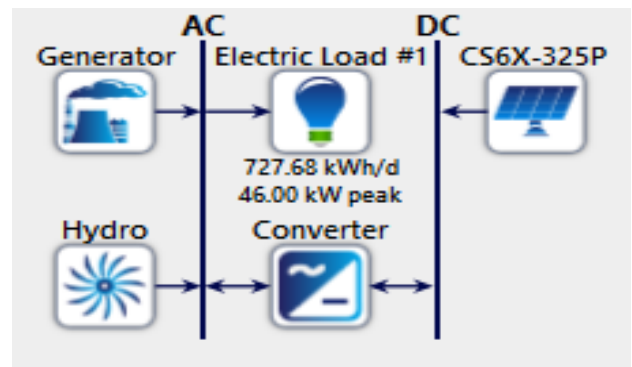 AC DC
Generator Electric Load #1 CS6X-325P
727.68 kWh/d
46.00 kW peak
Hydro Converter